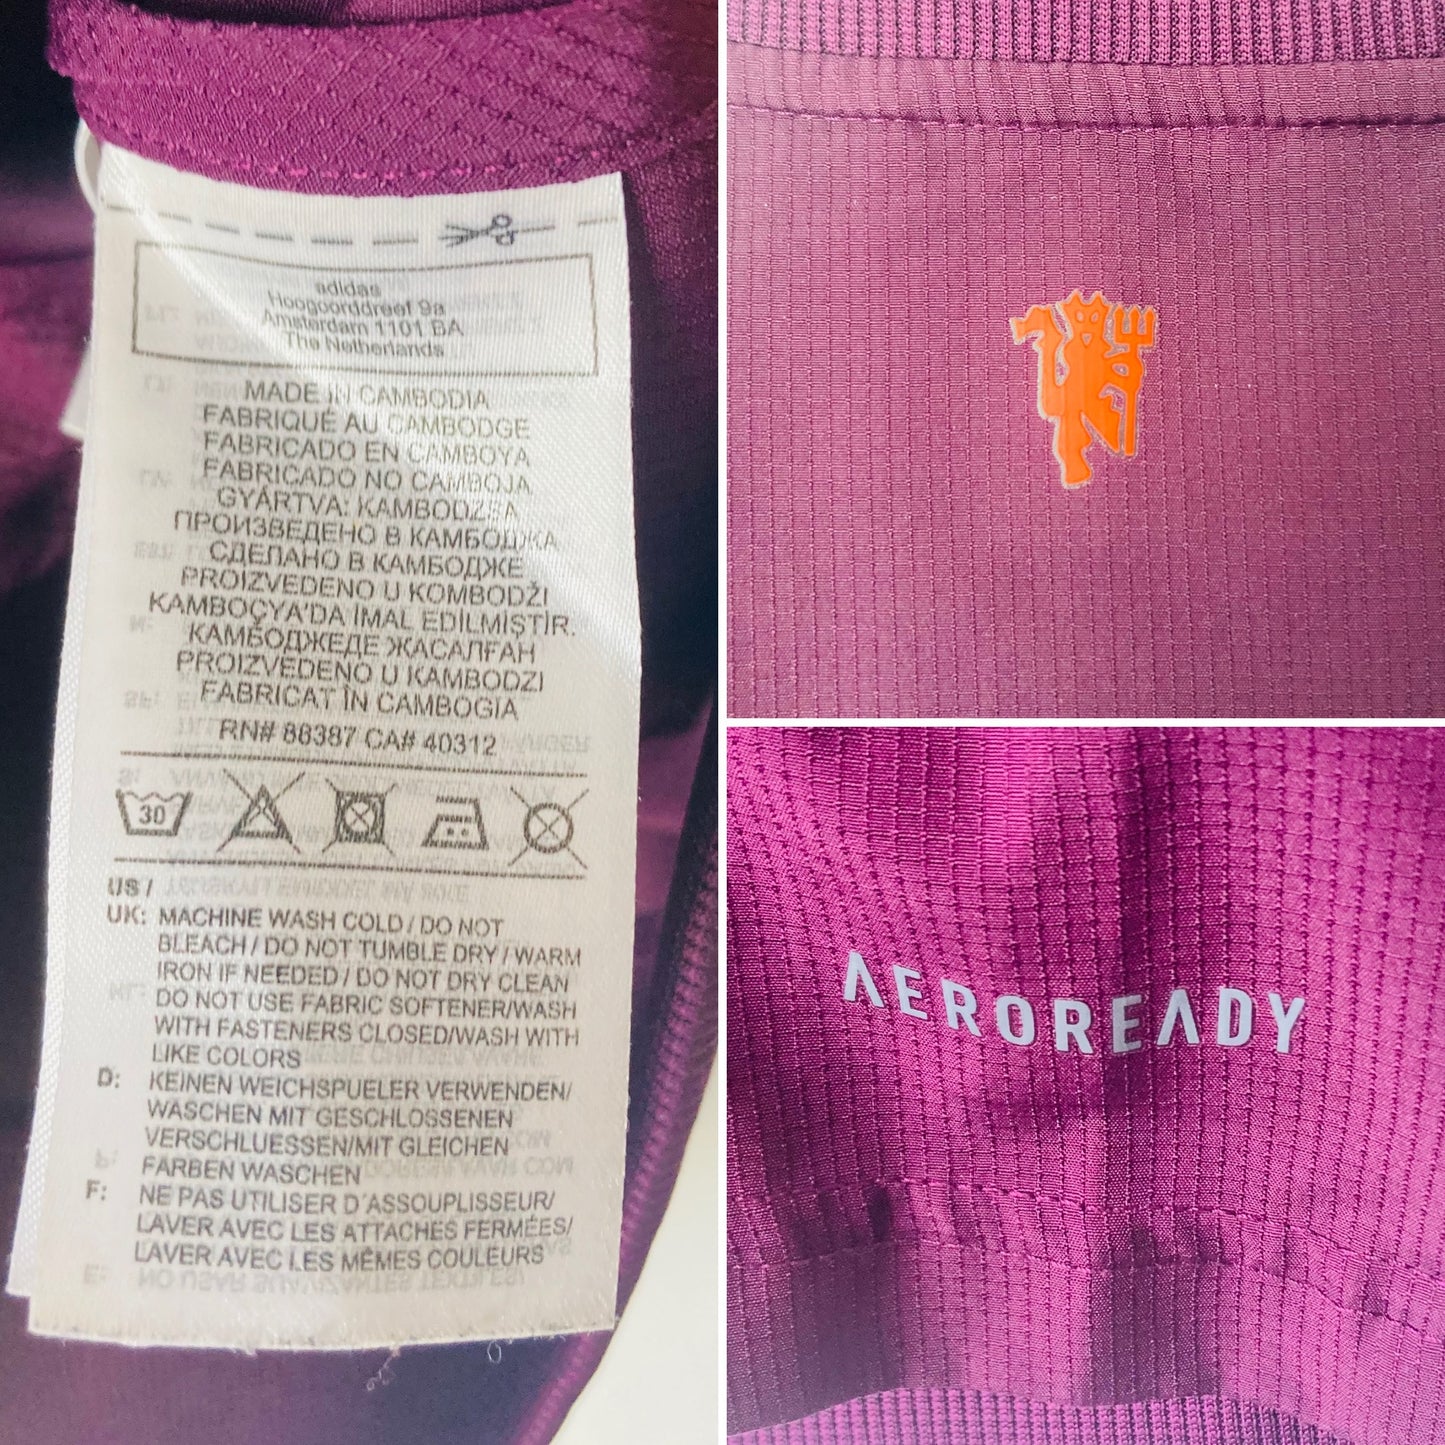 adidas
Hoogoorddreef 9a
Amsterdam 1101 BA
The Netherlands
MADE IN CAMBODIA
FABRIQUÉ AU CAMBODGE
FABRICADO EN CAMBOYA
FABRICADO NO CAMBOJA
GYÁRTVA: KAMBODZSA
ПРОИЗВЕДЕНО В КАМБОДЖА
СДЕЛАНО В КАМБОДЖЕ
PROIZVEDENO U KOMBODŽI
KAMBOÇYA'DA İMAL EDİLMİŞTİR.
КАМБОДЖЕДЕ ЖАСАЛҒАН
PROIZVEDENO U KAMBODZI
FABRICAT ÎN CAMBOGIA
RN# 88387 CA# 40312
30
US /
UK: MACHINE WASH COLD / DO NOT
BLEACH / DO NOT TUMBLE DRY / WARM
IRON IF NEEDED / DO NOT DRY CLEAN
DO NOT USE FABRIC SOFTENER/WASH
WITH FASTENERS CLOSED/WASH WITH
LIKE COLORS
D: KEINEN WEICHSPUELER VERWENDEN/
WASCHEN MIT GESCHLOSSENEN
VERSCHLUESSEN/MIT GLEICHEN
FARBEN WASCHEN
F: NE PAS UTILISER D´ASSOUPLISSEUR/
LAVER AVEC LES ATTACHES FERMÉES/
LAVER AVEC LES MÊMES COULEURS
AEROREADY